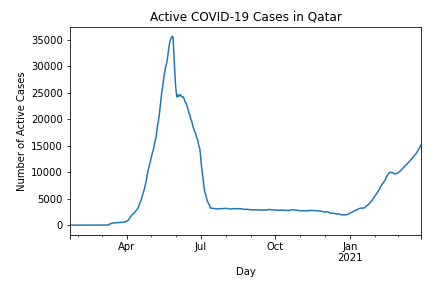 Active COVID-19 Cases in Qatar
35000
30000
25000
20000
15000
10000
5000
0
Number of Active Cases
Apr
Jul
Oct
Jan
2021
Day